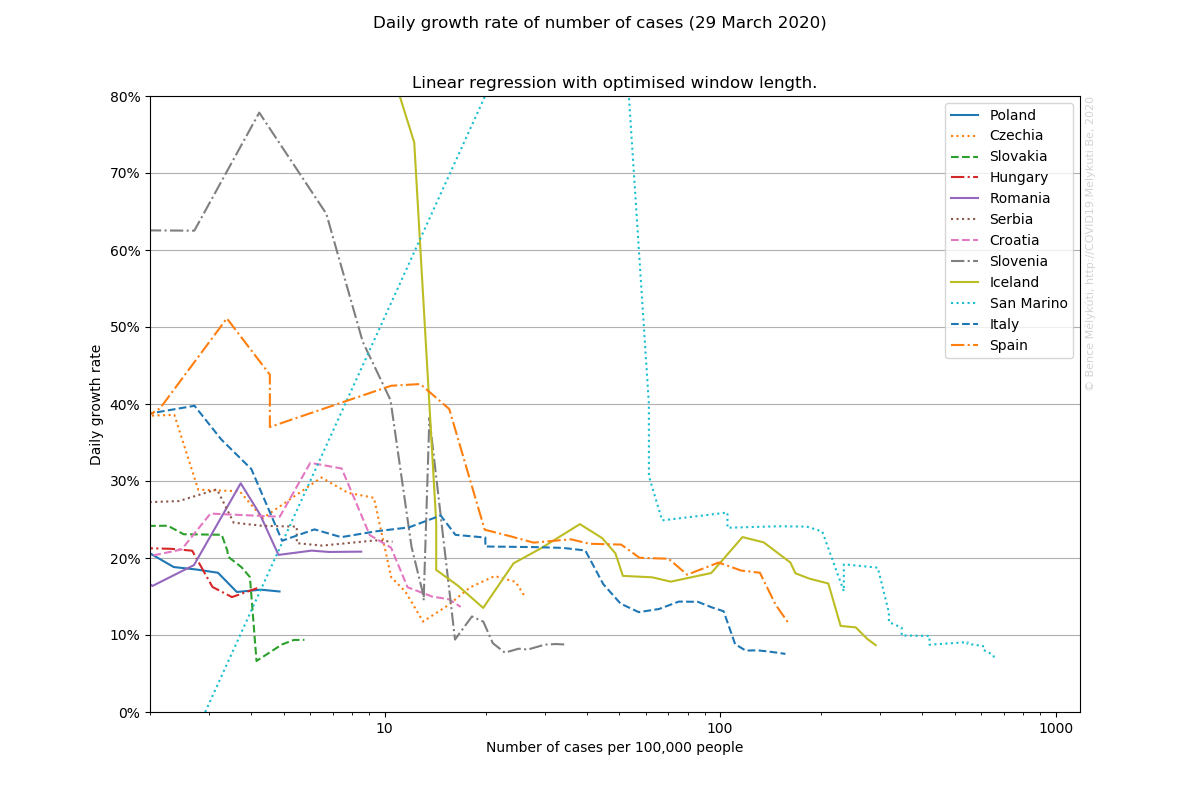 Daily growth rate of number of cases (29 March 2020)
Linear regression with optimised window length.
80%
70%
60%
50%
40%
30%
20%
10%
0%
Daily growth rate
10
100
1000
Number of cases per 100,000 people
Poland
Czechia
Slovakia
Hungary
Romania
Serbia
Croatia
Slovenia
Iceland
San Marino
Italy
Spain
© Bence Mélykúti, http://COVID19.Melykuti.Be, 2020